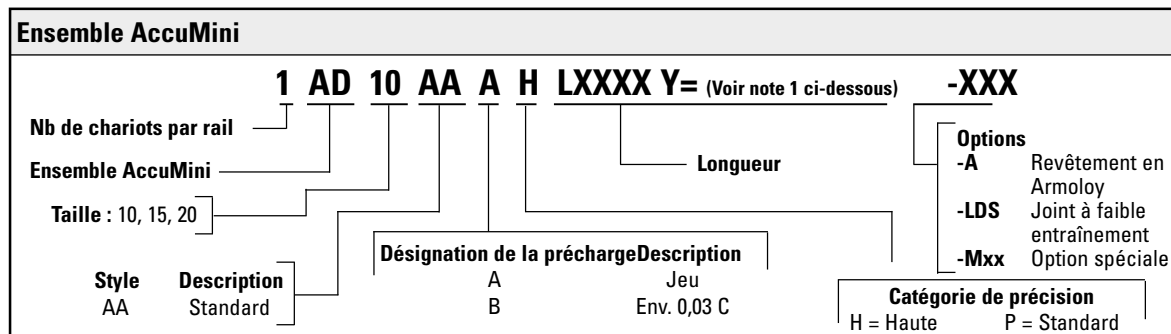 Ensemble AccuMini
1 AD 10 AA A H LXXXX Y= (Voir note 1 ci-dessous) -XXX
Nb de chariots par rail
Ensemble AccuMini
Taille : 10, 15, 20
Longueur
Options
-A Revêtement en
Armoloy
-LDS Joint à faible
entraînement
-Mxx Option spéciale
Désignation de la précharge Description
A Jeu
B Env. 0,03 C
Style Description
AA Standard
Catégorie de précision
H = Haute P = Standard